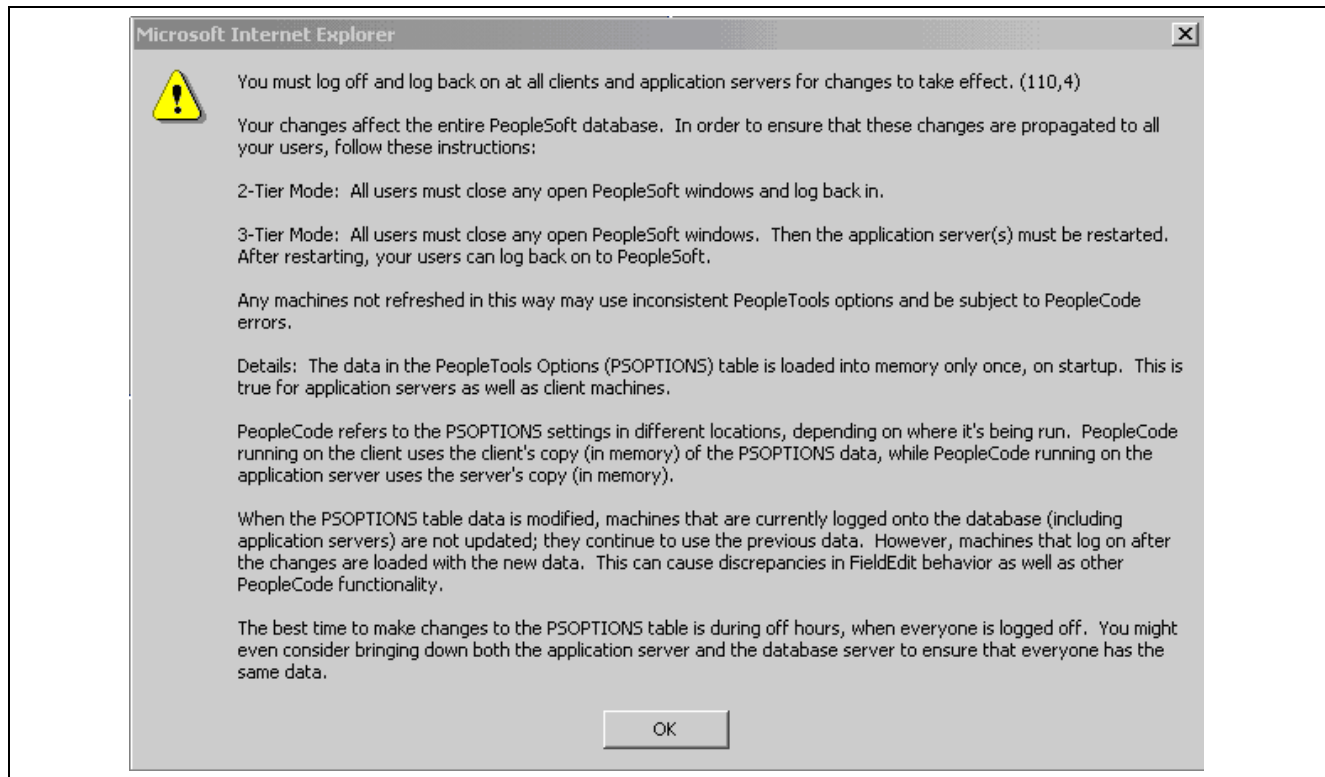 Microsoft Internet Explorer
You must log off and log back on at all clients and application servers for changes to take effect. (110,4)
Your changes affect the entire PeopleSoft database.  In order to ensure that these changes are propagated to all
your users, follow these instructions:
2-Tier Mode:  All users must close any open PeopleSoft windows and log back in.
3-Tier Mode:  All users must close any open PeopleSoft windows.  Then the application server(s) must be restarted.
After restarting, your users can log back on to PeopleSoft.
Any machines not refreshed in this way may use inconsistent PeopleTools options and be subject to PeopleCode
errors.
Details:  The data in the PeopleTools Options (PSOPTIONS) table is loaded into memory only once, on startup.  This is
true for application servers as well as client machines.
PeopleCode refers to the PSOPTIONS settings in different locations, depending on where it's being run.  PeopleCode
running on the client uses the client's copy (in memory) of the PSOPTIONS data, while PeopleCode running on the
application server uses the server's copy (in memory).
When the PSOPTIONS table data is modified, machines that are currently logged onto the database (including
application servers) are not updated; they continue to use the previous data.  However, machines that log on after
the changes are loaded with the new data.  This can cause discrepancies in FieldEdit behavior as well as other
PeopleCode functionality.
The best time to make changes to the PSOPTIONS table is during off hours, when everyone is logged off.  You might
even consider bringing down both the application server and the database server to ensure that everyone has the
same data.
OK